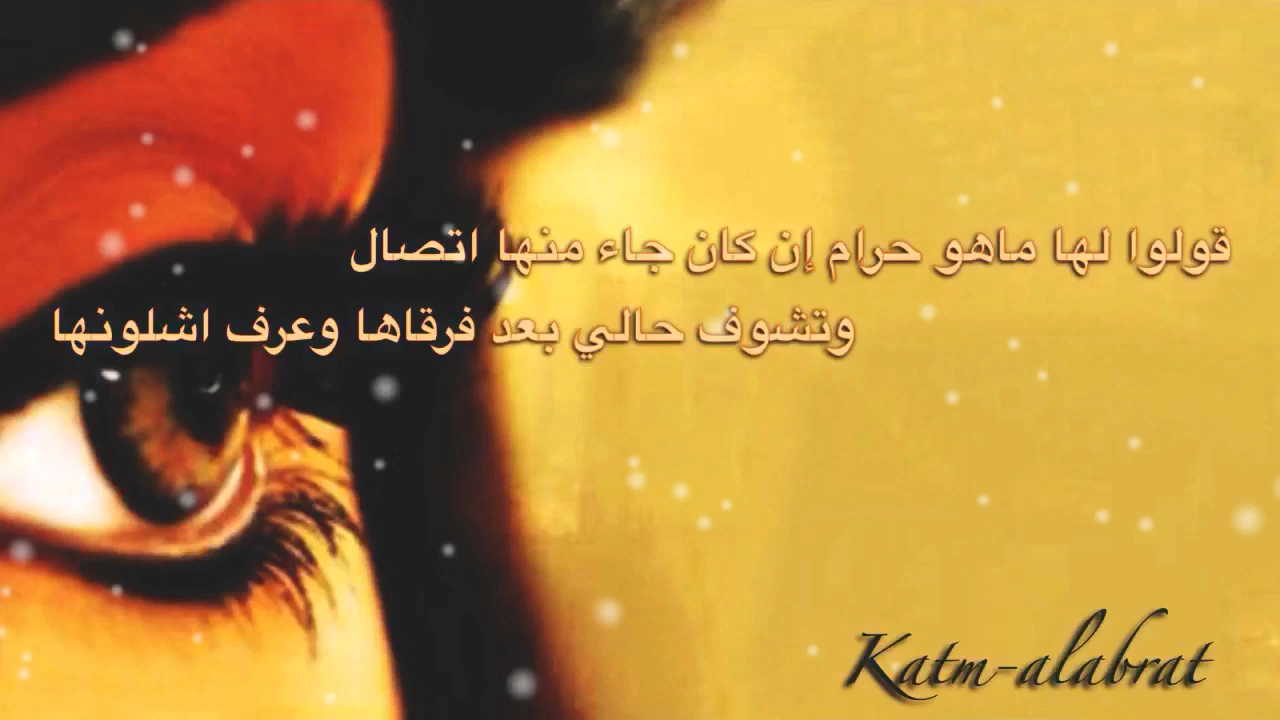 قولوا لها ماهو حرام إن كان جاء منها اتصال
وتشوف حالي بعد فرقاها وعرف اشلونها
Katm-alabrat